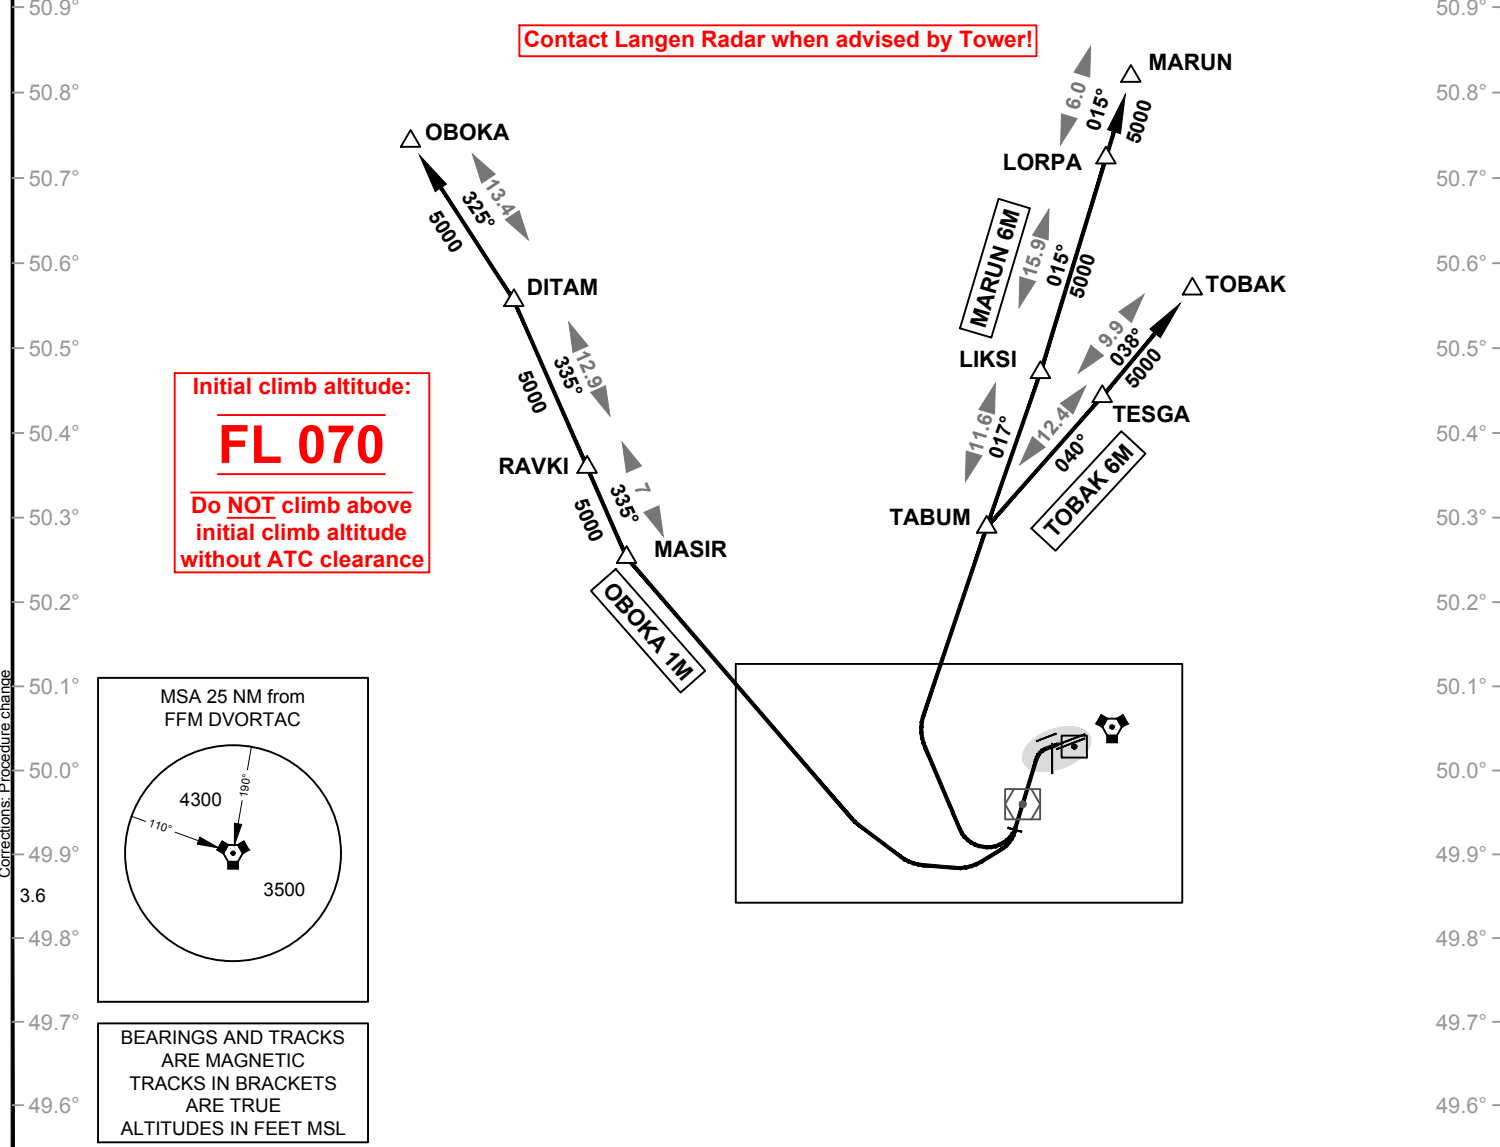 50.9°
50.9°
Contact Langen Radar when advised by Tower!
MARUN
50.8°
50.8°
6.0
015°
5000
OBOKA
LORPA
50.7°
50.7°
13.4
325°
5000
MARUN 6M
15.9
015°
5000
50.6°
50.6°
DITAM
TOBAK
9.9
038°
5000
50.5°
50.5°
LIKSI
12.9
335°
5000
Initial climb altitude:
FL 070
Do NOT climb above
initial climb altitude
without ATC clearance
TESGA
11.6
017°
12.4
040°
TOBAK 6M
50.4°
50.4°
RAVKI
7
335°
5000
TABUM
50.3°
50.3°
MASIR
OBOKA 1M
50.2°
50.2°
50.1°
50.1°
MSA 25 NM from
FFM DVORTAC
4300
190°
110°
3500
50.0°
50.0°
Corrections: Procedure change
49.9°
49.9°
3.6
49.8°
49.8°
49.7°
49.7°
BEARINGS AND TRACKS
ARE MAGNETIC
TRACKS IN BRACKETS
ARE TRUE
ALTITUDES IN FEET MSL
49.6°
49.6°